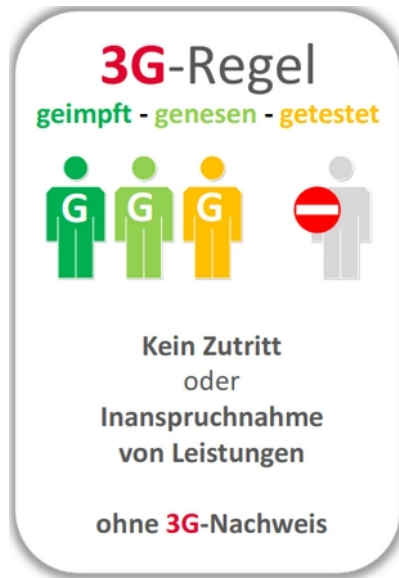 3G-Regel
geimpft - genesen - getestet
G G G
Kein Zutritt
oder
Inanspruchnahme
von Leistungen
ohne 3G-Nachweis